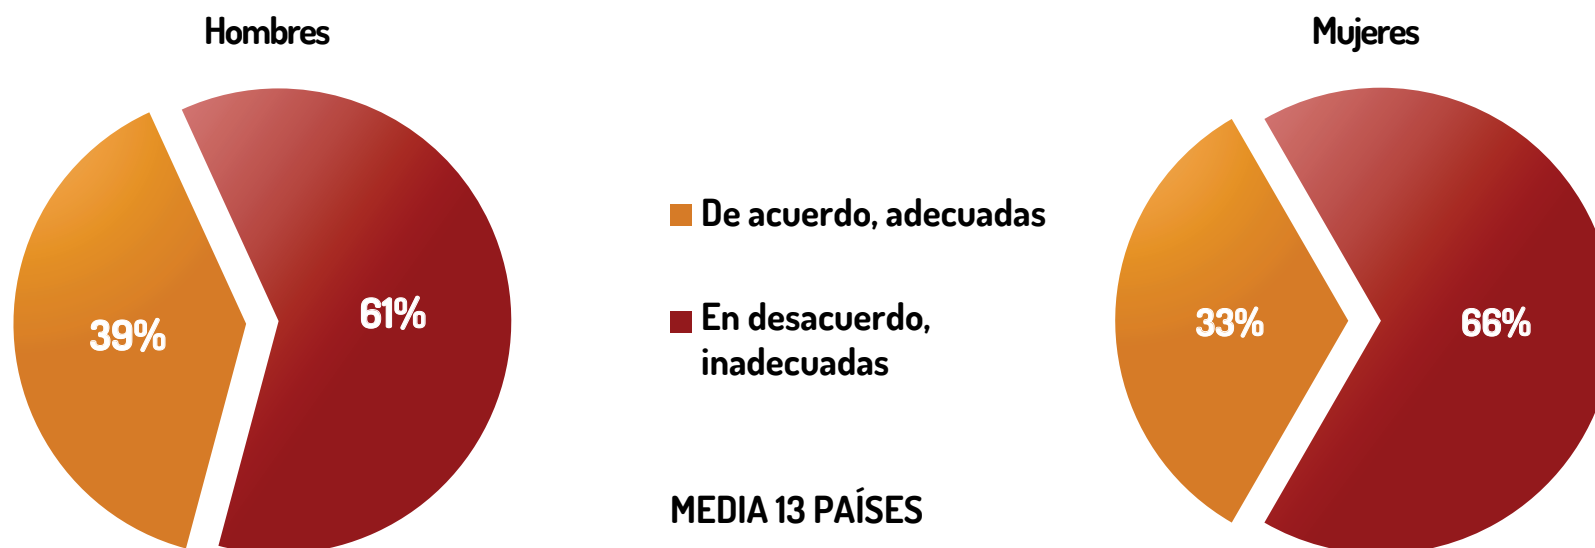 Hombres
39%
61%
De acuerdo, adecuadas
En desacuerdo,
inadecuadas
MEDIA 13 PAÍSES
Mujeres
33%
66%